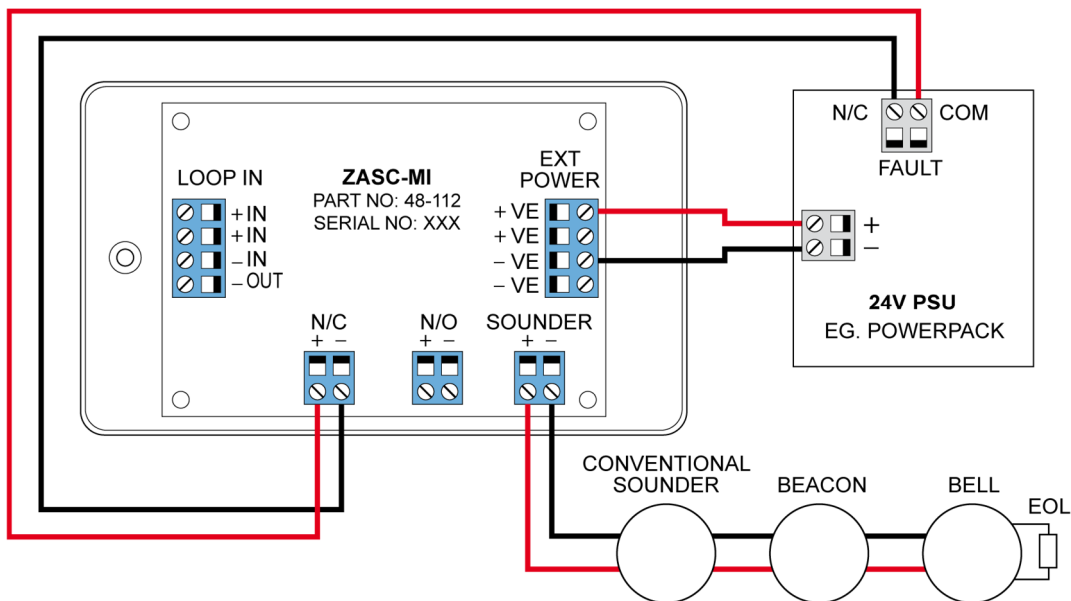 N/C
COM
FAULT
LOOP IN
+ IN
+ IN
– IN
– OUT
ZASC-MI
PART NO: 48-112
SERIAL NO: XXX
EXT
POWER
+ VE
+ VE
– VE
– VE
+
–
24V PSU
EG. POWERPACK
N/C
+ –
N/O
+ –
SOUNDER
+ –
CONVENTIONAL
SOUNDER
BEACON
BELL
EOL